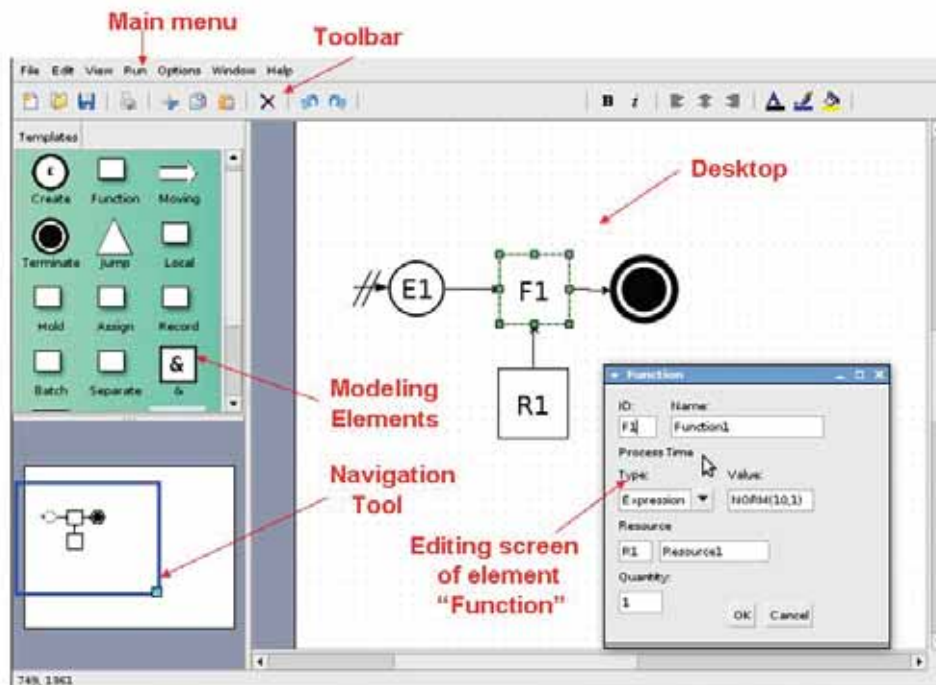 Main menu
Toolbar
File Edit View Run Options Window Help
B i A
Templates
ε
Create Function Moving
Terminate Jump Local
Hold Assign Record
&
Batch Separate &
Desktop
E1 F1
R1
Modeling
Elements
Navigation
Tool
Editing screen
of element
"Function"
Function
ID: Name:
F1 Function1
Process Time
Type: Value:
Expression NORM(10,1)
Resource
R1 Resource1
Quantity:
1
OK Cancel
749, 1961